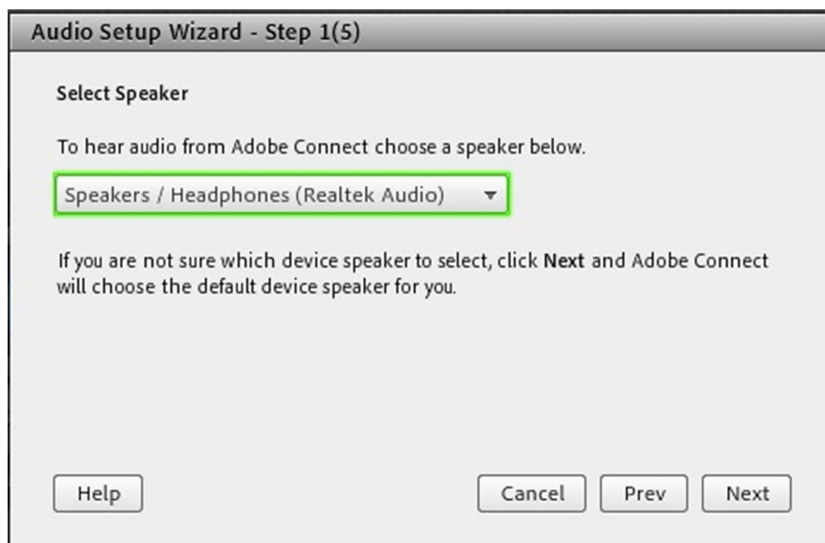 Audio Setup Wizard - Step 1(5)
Select Speaker
To hear audio from Adobe Connect choose a speaker below.
Speakers / Headphones (Realtek Audio)
If you are not sure which device speaker to select, click Next and Adobe Connect
will choose the default device speaker for you.
Help Cancel Prev Next